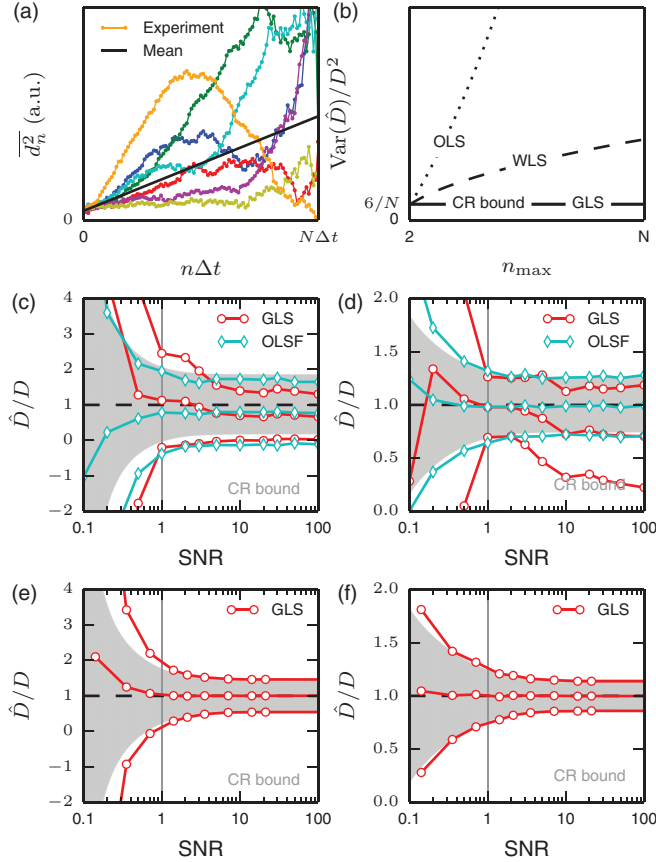 (a)
Experiment
Mean
d²ₙ (a.u.)
0
0
NΔt
nΔt
(b)
Var(D̂)/D²
OLS
WLS
6/N
CR bound
GLS
0
2
N
n_max
(c)
4
3
2
1
0
−1
−2
D̂/D
GLS
OLSF
CR bound
0.1
1
10
100
SNR
(d)
2.0
1.5
1.0
0.5
0.0
D̂/D
GLS
OLSF
CR bound
0.1
1
10
100
SNR
(e)
4
3
2
1
0
−1
−2
D̂/D
GLS
CR bound
0.1
1
10
100
SNR
(f)
2.0
1.5
1.0
0.5
0.0
D̂/D
GLS
CR bound
0.1
1
10
100
SNR